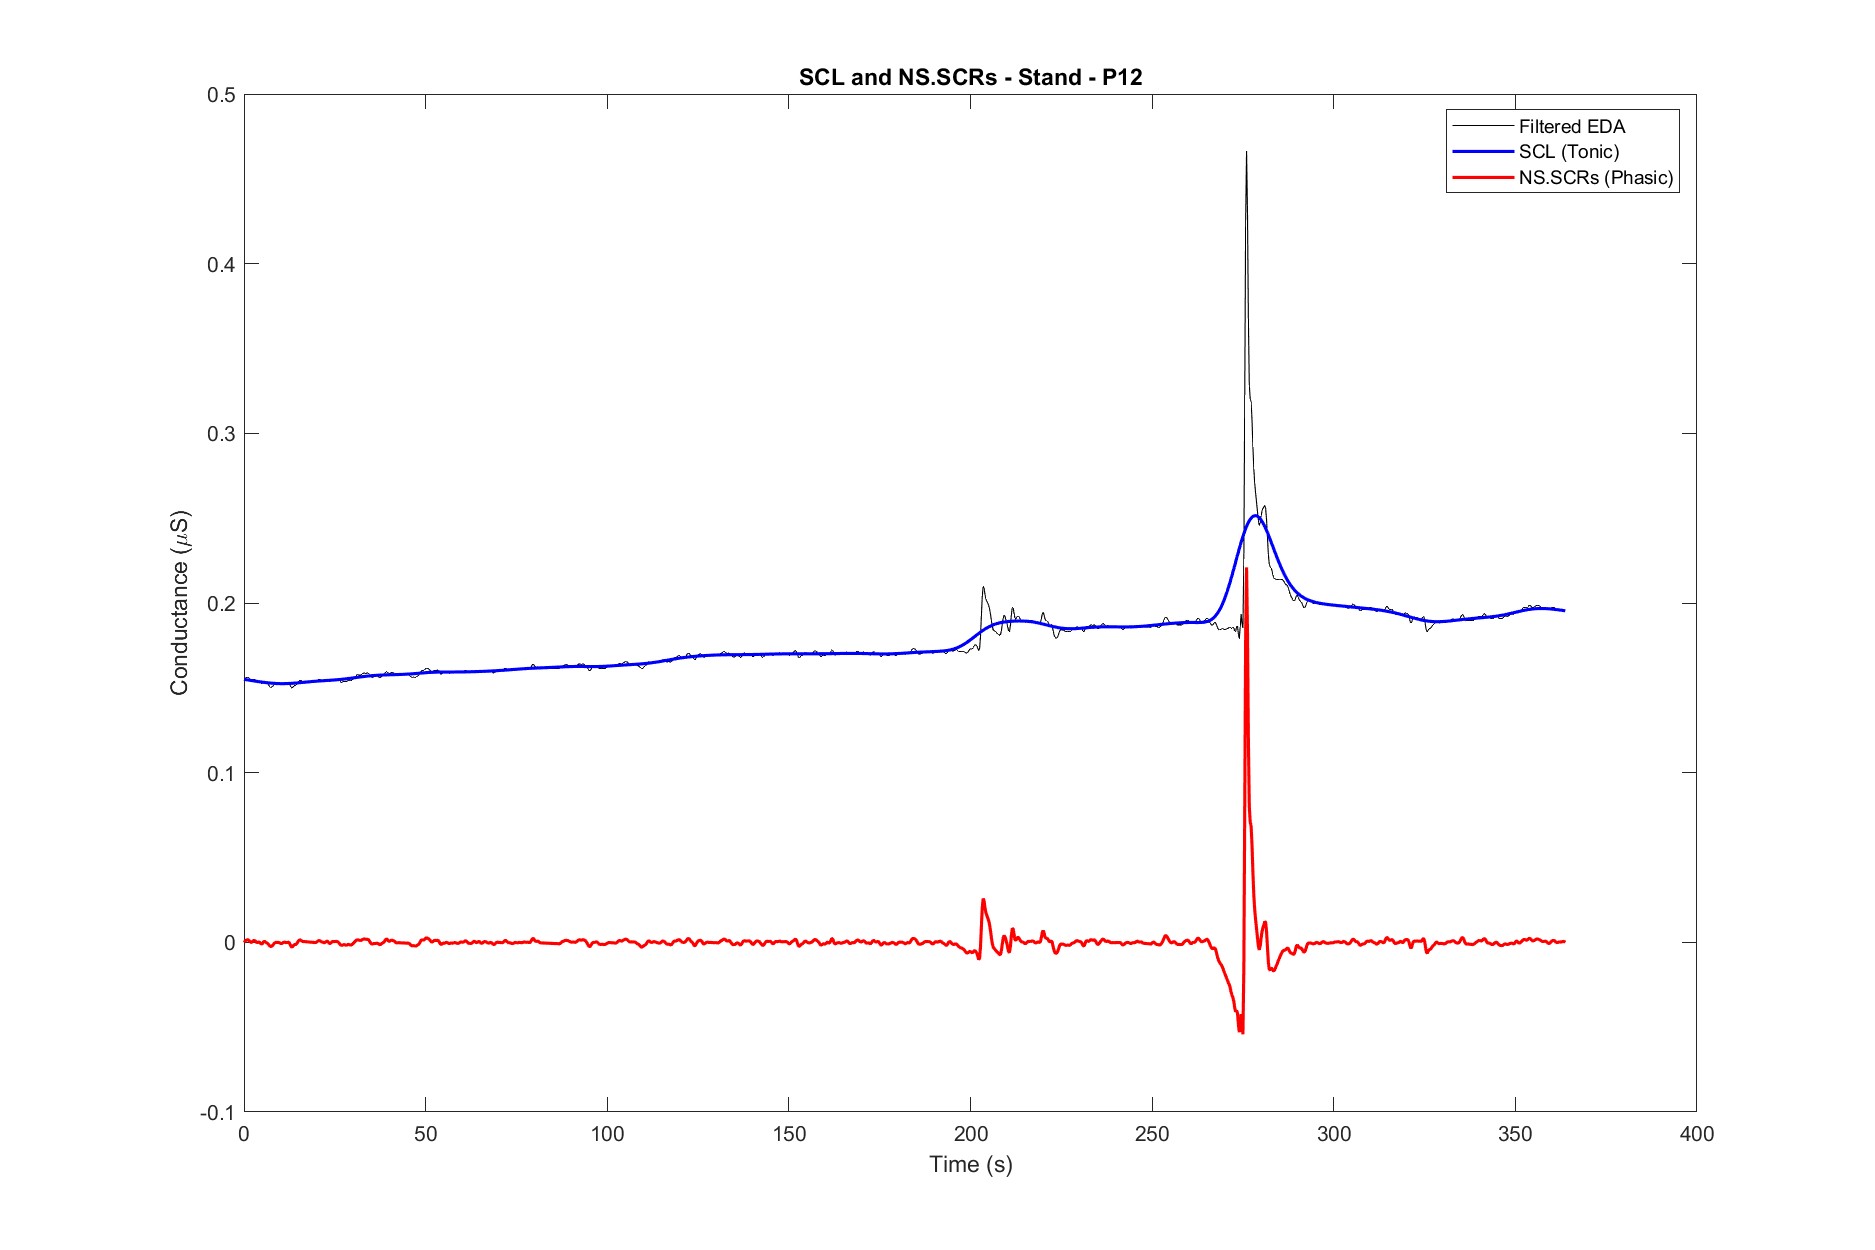 SCL and NS.SCRs - Stand - P12
0.5
0.4
0.3
0.2
0.1
0
-0.1
Conductance (μS)
Filtered EDA
SCL (Tonic)
NS.SCRs (Phasic)
0 50 100 150 200 250 300 350 400
Time (s)